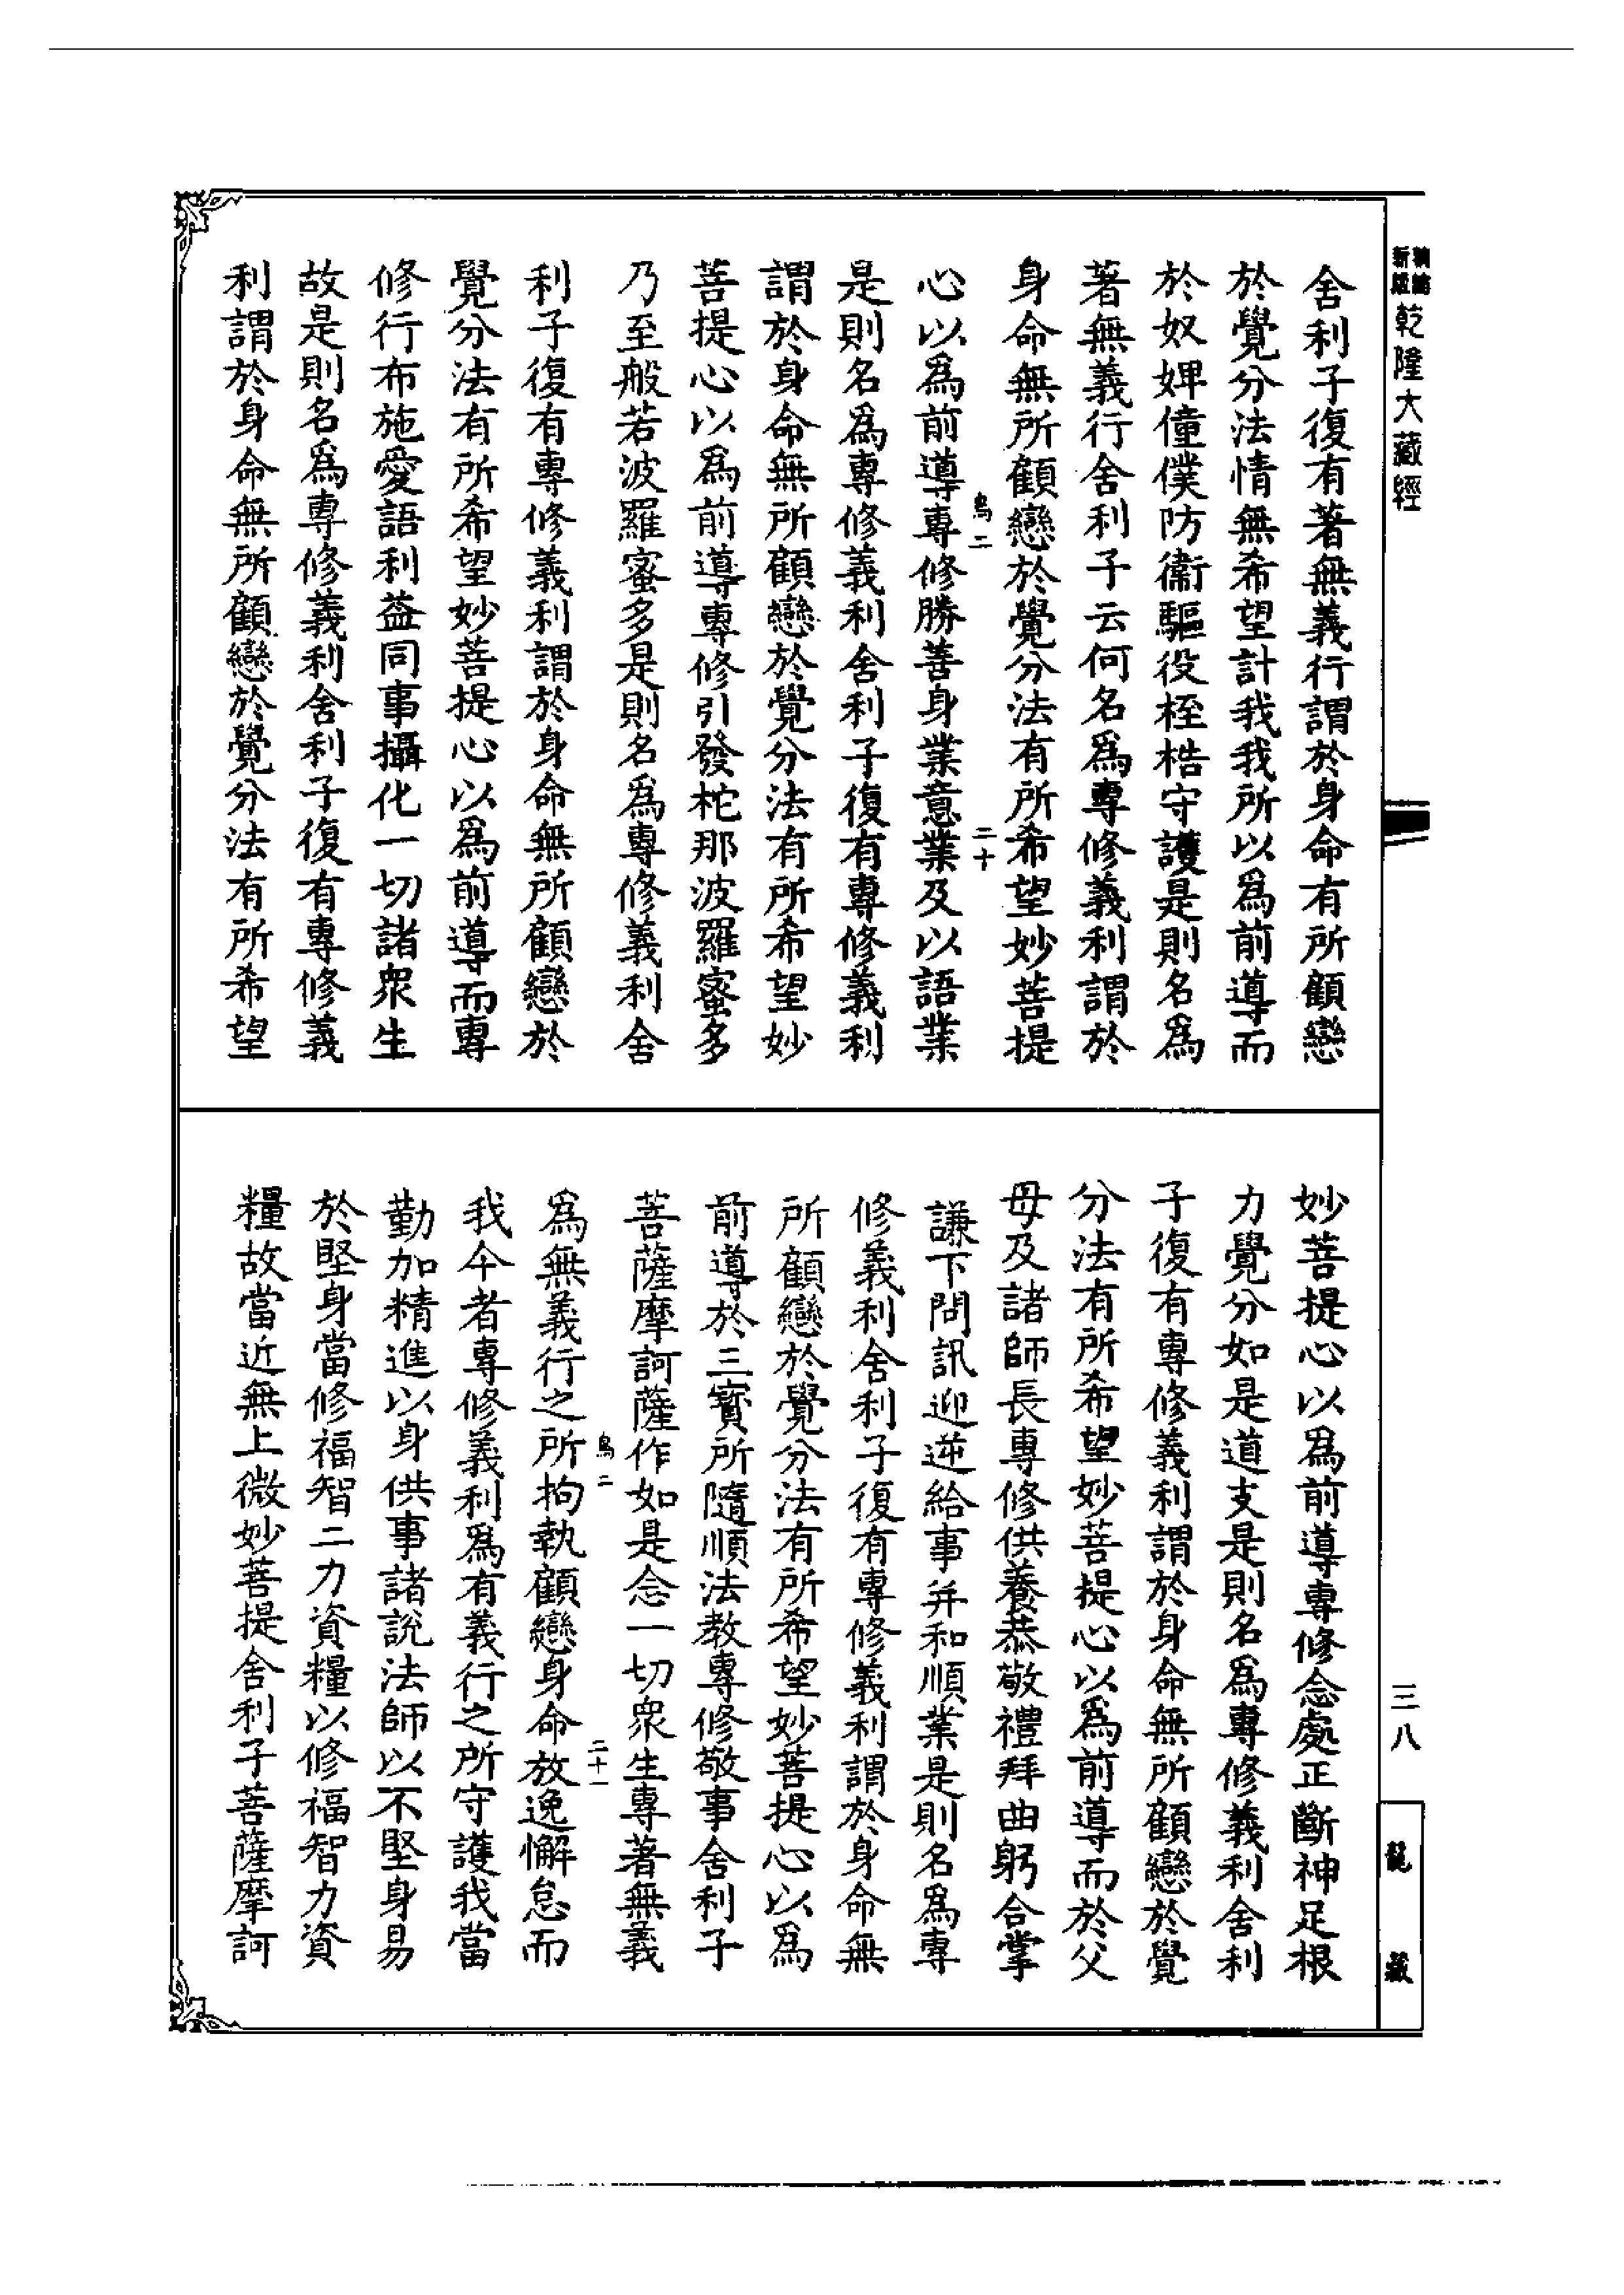 新編
縮版
乾隆大藏經
舍利子復有著無義行謂於身命有所顧戀
於覺分法情無希望計我我所以為前導而
於奴婢僮僕防衞驅役桎梏守護是則名為
著無義行舍利子云何名為專修義利謂於
身命無所顧戀於覺分法有所希望妙菩提
鳥二
二十
心以為前導專修勝善身業意業及以語業
是則名為專修義利舍利子復有專修義利
謂於身命無所顧戀於覺分法有所希望妙
菩提心以為前導專修引發柁那波羅蜜多
乃至般若波羅蜜多是則名為專修義利舍
利子復有專修義利謂於身命無所顧戀於
覺分法有所希望妙菩提心以為前導而專
修行布施愛語利益同事攝化一切諸眾生
故是則名為專修義利舍利子復有專修義
利謂於身命無所顧戀於覺分法有所希望
妙菩提心以為前導專修念處正斷神足根
力覺分如是道支是則名為專修義利舍利
子復有專修義利謂於身命無所顧戀於覺
分法有所希望妙菩提心以為前導而於父
母及諸師長專修供養恭敬禮拜曲躬合掌
謙下問訊迎逆給事并和順業是則名為專
修義利舍利子復有專修義利謂於身命無
所顧戀於覺分法有所希望妙菩提心以為
前導於三寶所隨順法教專修敬事舍利子
菩薩摩訶薩作如是念一切眾生專著無義
鳥二
二十一
為無義行之所拘執顧戀身命放逸懈怠而
我今者專修義利為有義行之所守護我當
勤加精進以身供事諸說法師以不堅身易
於堅身當修福智二力資糧以修福智力資
糧故當近無上微妙菩提舍利子菩薩摩訶
三八
龍藏